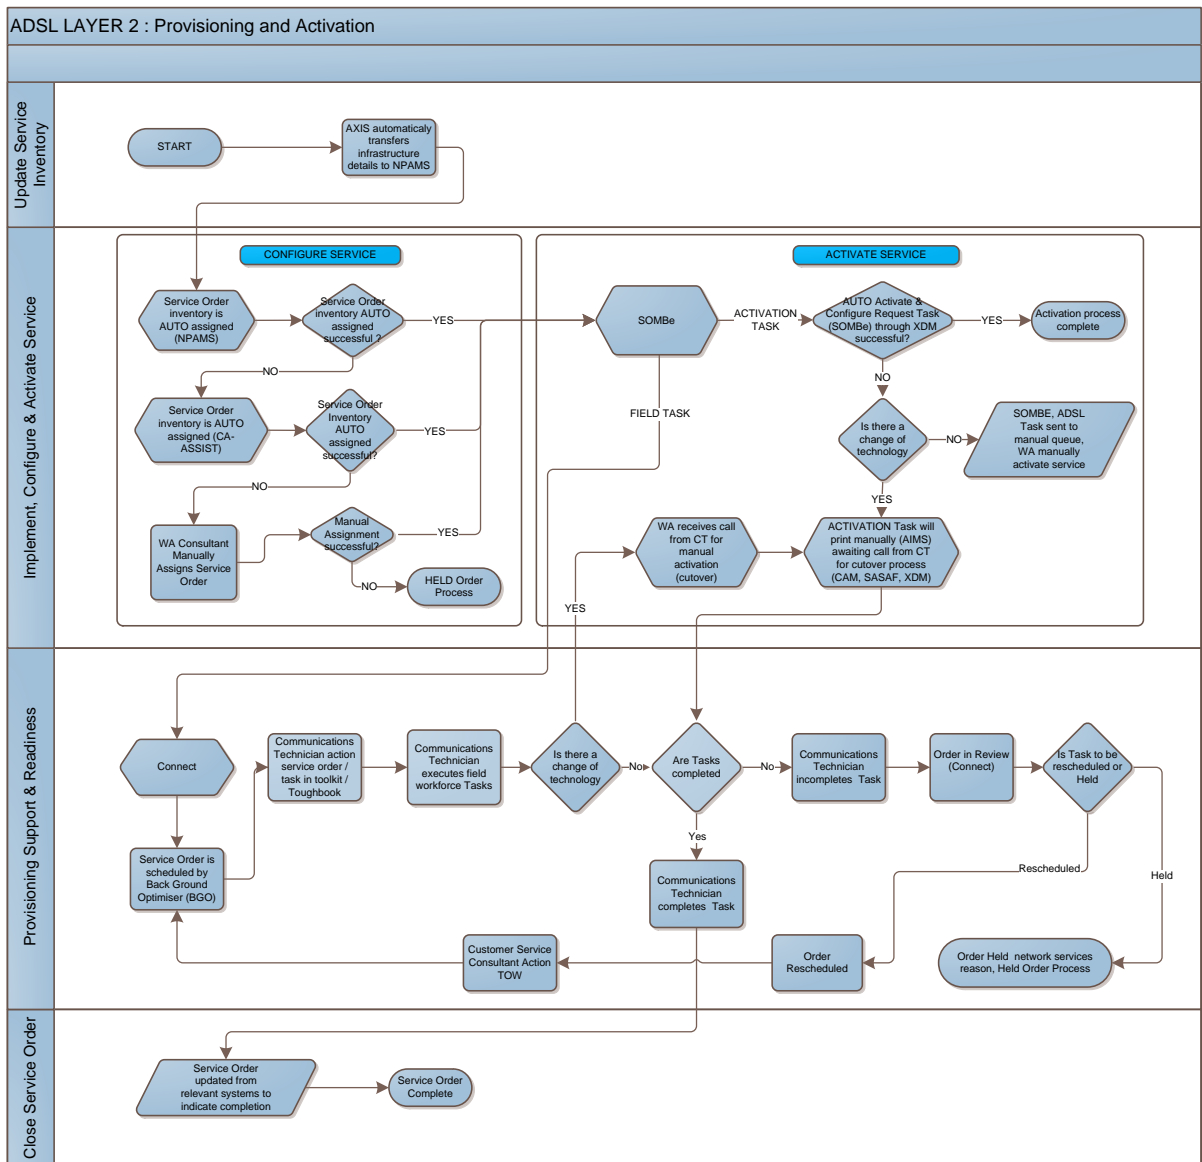 ADSL LAYER 2 : Provisioning and Activation
Update Service
Inventory
START
AXIS automaticaly
transfers
infrastructure
details to NPAMS
Implement, Configure & Activate Service
CONFIGURE SERVICE
Service Order
inventory is
AUTO assigned
(NPAMS)
Service Order
inventory AUTO
assigned
successful ?
YES
NO
Service Order
inventory is AUTO
assigned (CA-
ASSIST)
Service Order
Inventory
AUTO
assigned
successful?
YES
NO
WA Consultant
Manually
Assigns Service
Order
Manual
Assignment
successful?
YES
NO
HELD Order
Process
ACTIVATE SERVICE
SOMBe
ACTIVATION
TASK
FIELD TASK
AUTO Activate &
Configure Request Task
(SOMBe) through XDM
successful?
YES
Activation process
complete
NO
Is there a
change of
technology
NO
SOMBE, ADSL
Task sent to
manual queue,
WA manually
activate service
YES
WA receives call
from CT for
manual
activation
(cutover)
ACTIVATION Task will
print manually (AIMS)
awaiting call from CT
for cutover process
(CAM, SASAF, XDM)
YES
Provisioning Support & Readiness
Connect
Service Order is
scheduled by
Back Ground
Optimiser (BGO)
Communications
Technician action
service order /
task in toolkit /
Toughbook
Communications
Technician
executes field
workforce Tasks
Is there a
change of
technology
No
Are Tasks
completed
No
Communications
Technician
incompletes Task
Order in Review
(Connect)
Is Task to be
rescheduled or
Held
Yes
Communications
Technician
completes Task
Rescheduled
Held
Customer Service
Consultant Action
TOW
Order
Rescheduled
Order Held network services
reason, Held Order Process
Close Service Order
Service Order
updated from
relevant systems to
indicate completion
Service Order
Complete